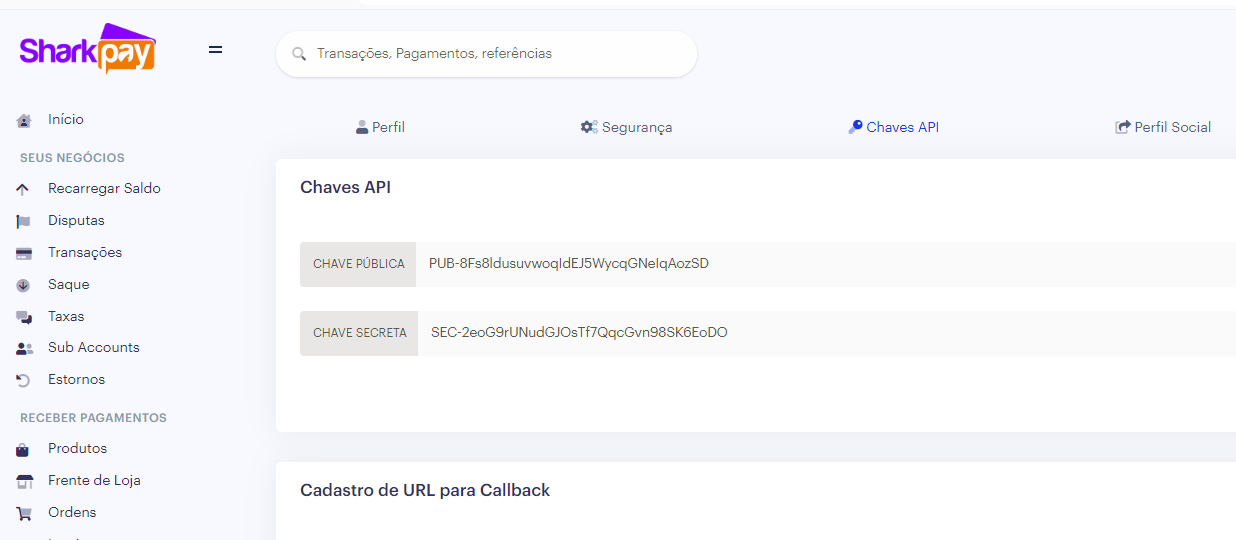 Sharkpay
Transações, Pagamentos, referências
Início
SEUS NEGÓCIOS
Recarregar Saldo
Disputas
Transações
Saque
Taxas
Sub Accounts
Estornos
RECEBER PAGAMENTOS
Produtos
Frente de Loja
Ordens
Perfil
Segurança
Chaves API
Perfil Social
Chaves API
CHAVE PÚBLICA
PUB-8Fs8ldusuvwoqIdEJ5WycqGNeIqAozSD
CHAVE SECRETA
SEC-2eoG9rUNudGJOsTf7QqcGvn98SK6EoDO
Cadastro de URL para Callback